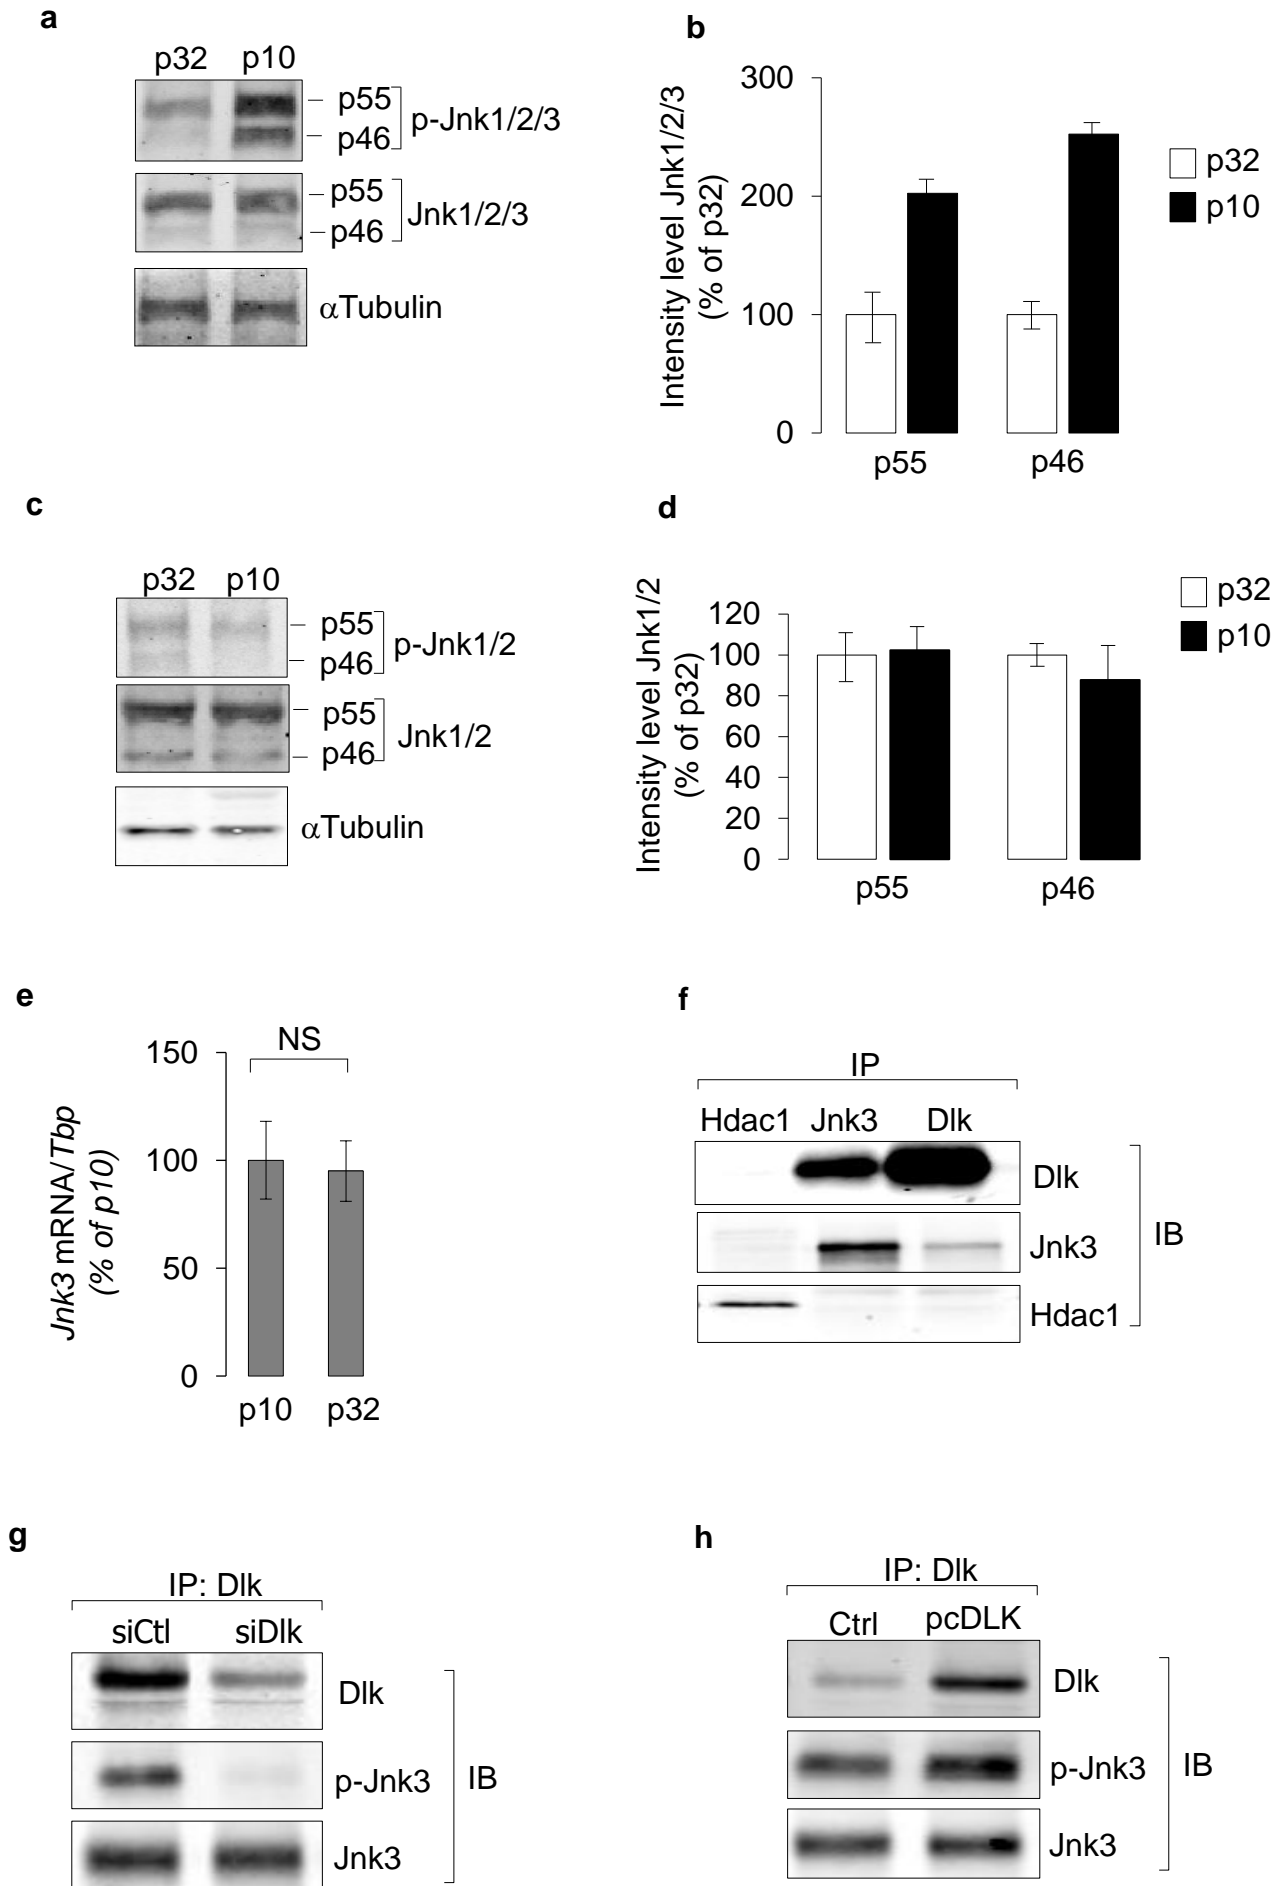 a
p32 p10
p55
p46
p-Jnk1/2/3
p55
p46
Jnk1/2/3
αTubulin
b
Intensity level Jnk1/2/3
(% of p32)
300
200
100
0
p55 p46
p32
p10
c
p32 p10
p55
p46
p-Jnk1/2
p55
p46
Jnk1/2
αTubulin
d
Intensity level Jnk1/2
(% of p32)
120
100
80
60
40
20
0
p55 p46
p32
p10
e
Jnk3 mRNA/Tbp
(% of p10)
150
100
50
0
NS
p10 p32
f
IP
Hdac1 Jnk3 Dlk
Dlk
Jnk3
Hdac1
IB
g
IP: Dlk
siCtl siDlk
Dlk
p-Jnk3
Jnk3
IB
h
IP: Dlk
Ctrl pcDLK
Dlk
p-Jnk3
Jnk3
IB